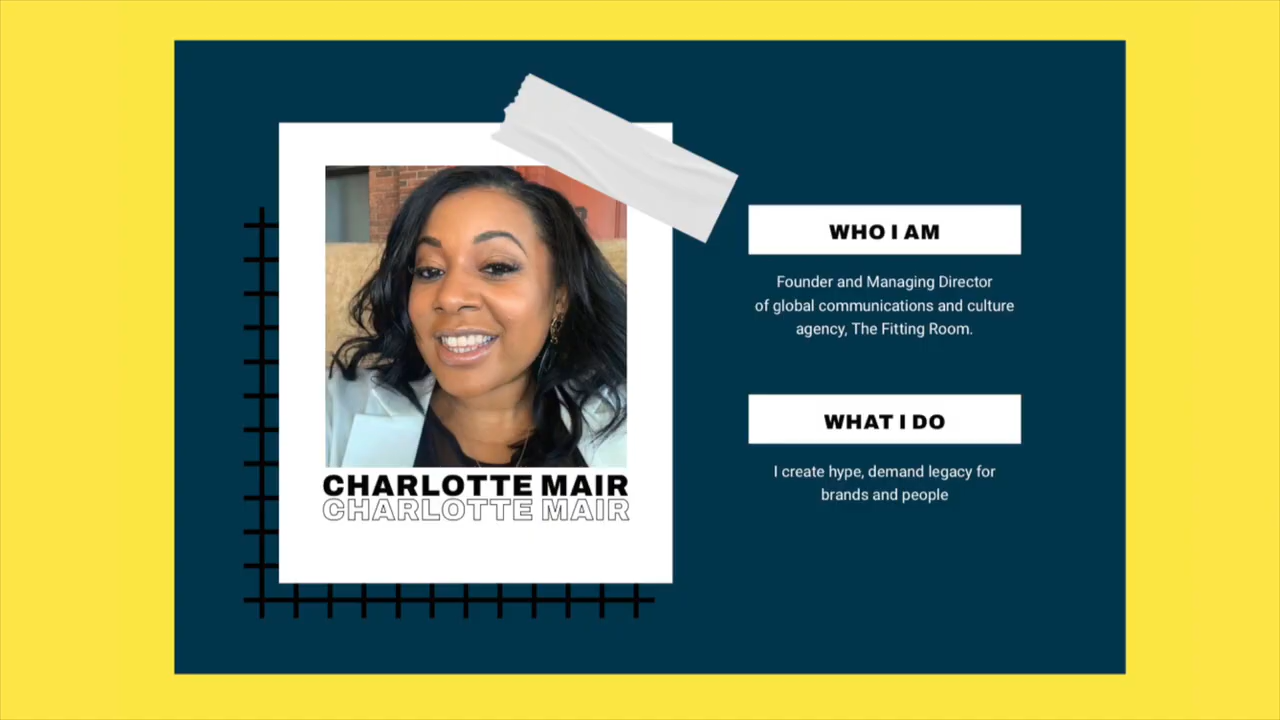 CHARLOTTE MAIR
CHARLOTTE MAIR
WHO I AM
Founder and Managing Director
of global communications and culture
agency, The Fitting Room.
WHAT I DO
I create hype, demand legacy for
brands and people